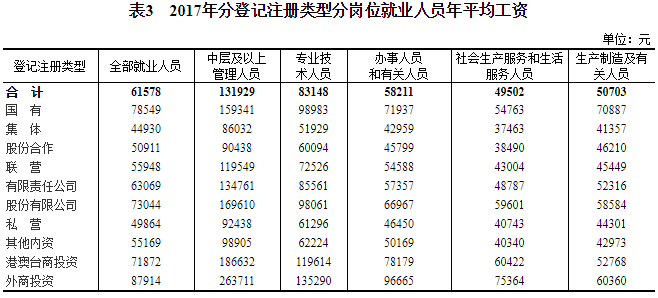 表3 2017年分登记注册类型分岗位就业人员年平均工资
单位：元
登记注册类型 全部就业人员 中层及以上管理人员 专业技术人员 办事人员和有关人员 社会生产服务和生活服务人员 生产制造及有关人员
合 计 61578 131929 83148 58211 49502 50703
国 有 78549 159341 98983 71937 54763 70887
集 体 44930 86032 51929 42959 37463 41357
股份合作 50911 90438 60094 45799 38490 46210
联 营 55948 119549 72526 54588 43004 45449
有限责任公司 63069 134761 85561 57357 48787 52316
股份有限公司 73044 169610 98061 66967 59601 58584
私 营 49864 92438 61296 46450 40743 44301
其他内资 55169 98905 62224 50169 40340 42973
港澳台商投资 71872 186632 119614 78179 60422 52768
外商投资 87914 263711 135290 96665 75364 60360